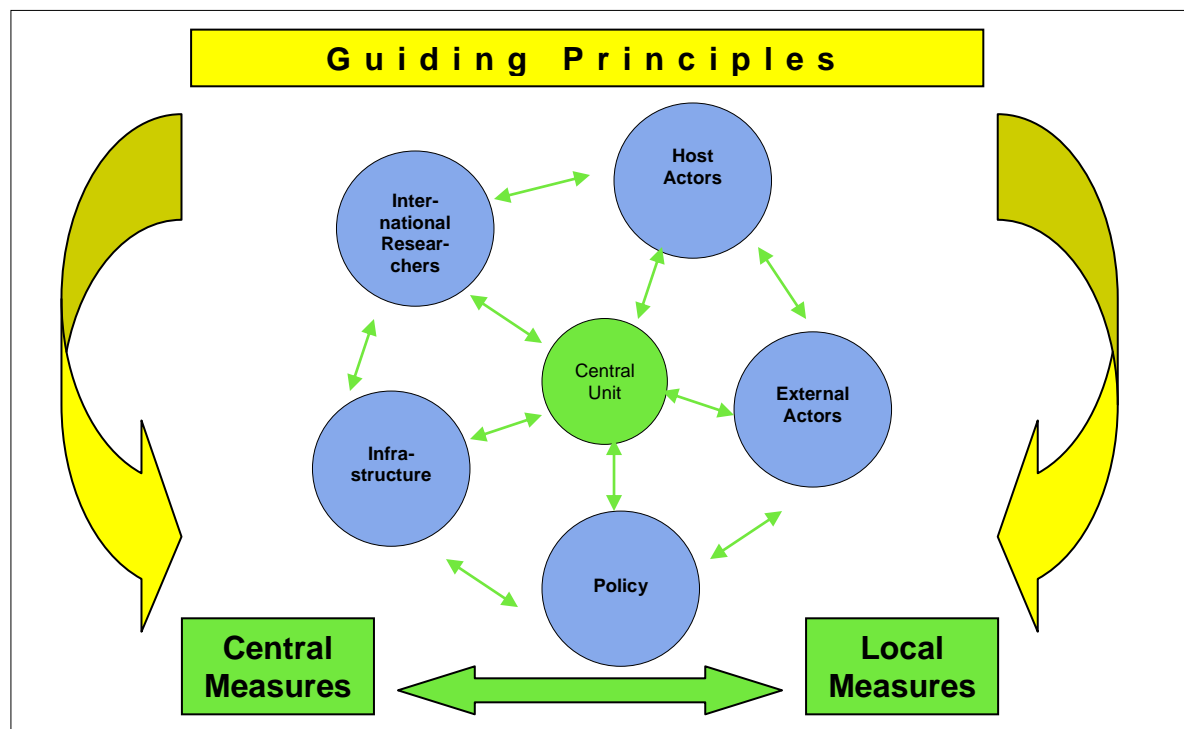 Guiding Principles
Host
Actors
Inter-
national
Resear-
chers
Central
Unit
External
Actors
Infra-
structure
Policy
Central
Measures
Local
Measures